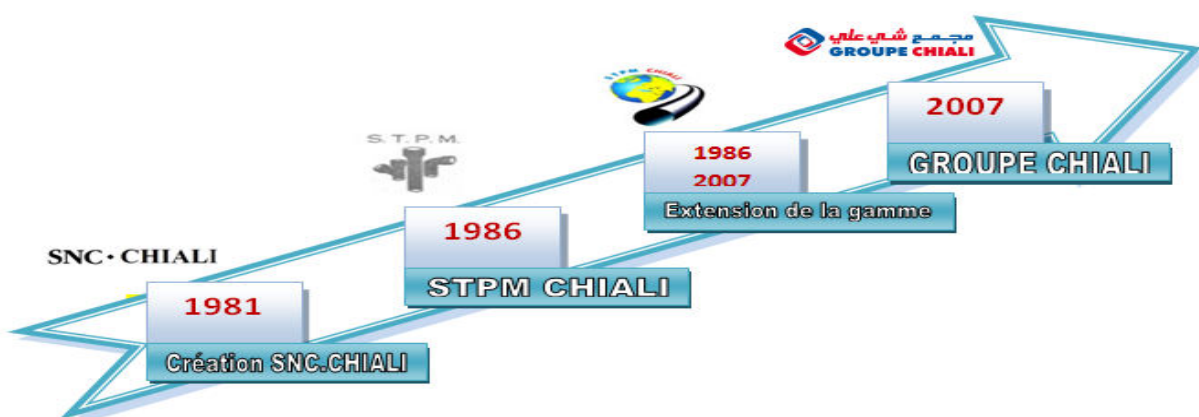 SNC•CHIALI
1981
Création SNC.CHIALI
S.T.P.M.
1986
STPM CHIALI
STPM CHIALI
1986
2007
Extension de la gamme
مجمع شي علي
GROUPE CHIALI
2007
GROUPE CHIALI